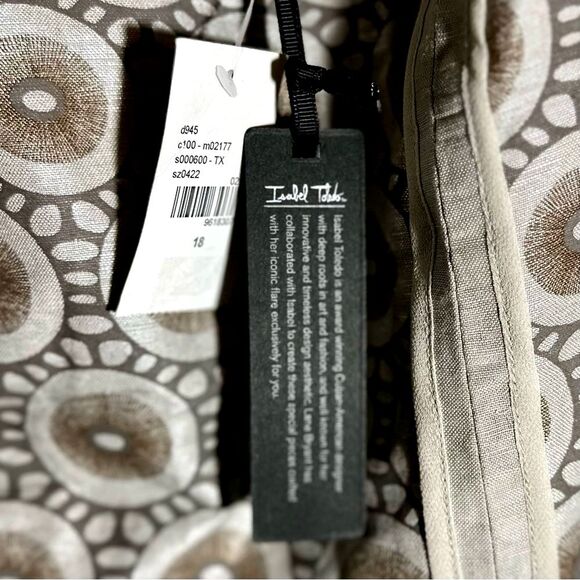 d945
c100 - m02177
s000600 - TX
sz0422
02
96183
18
Isabel Toledo
Isabel Toledo is an award winning Cuban-American designer
with deep roots in art and fashion, and well known for her
innovative and timeless design aesthetic. Lane Bryant has
collaborated with Isabel to create these special pieces crafted
with her iconic flare exclusively for you.